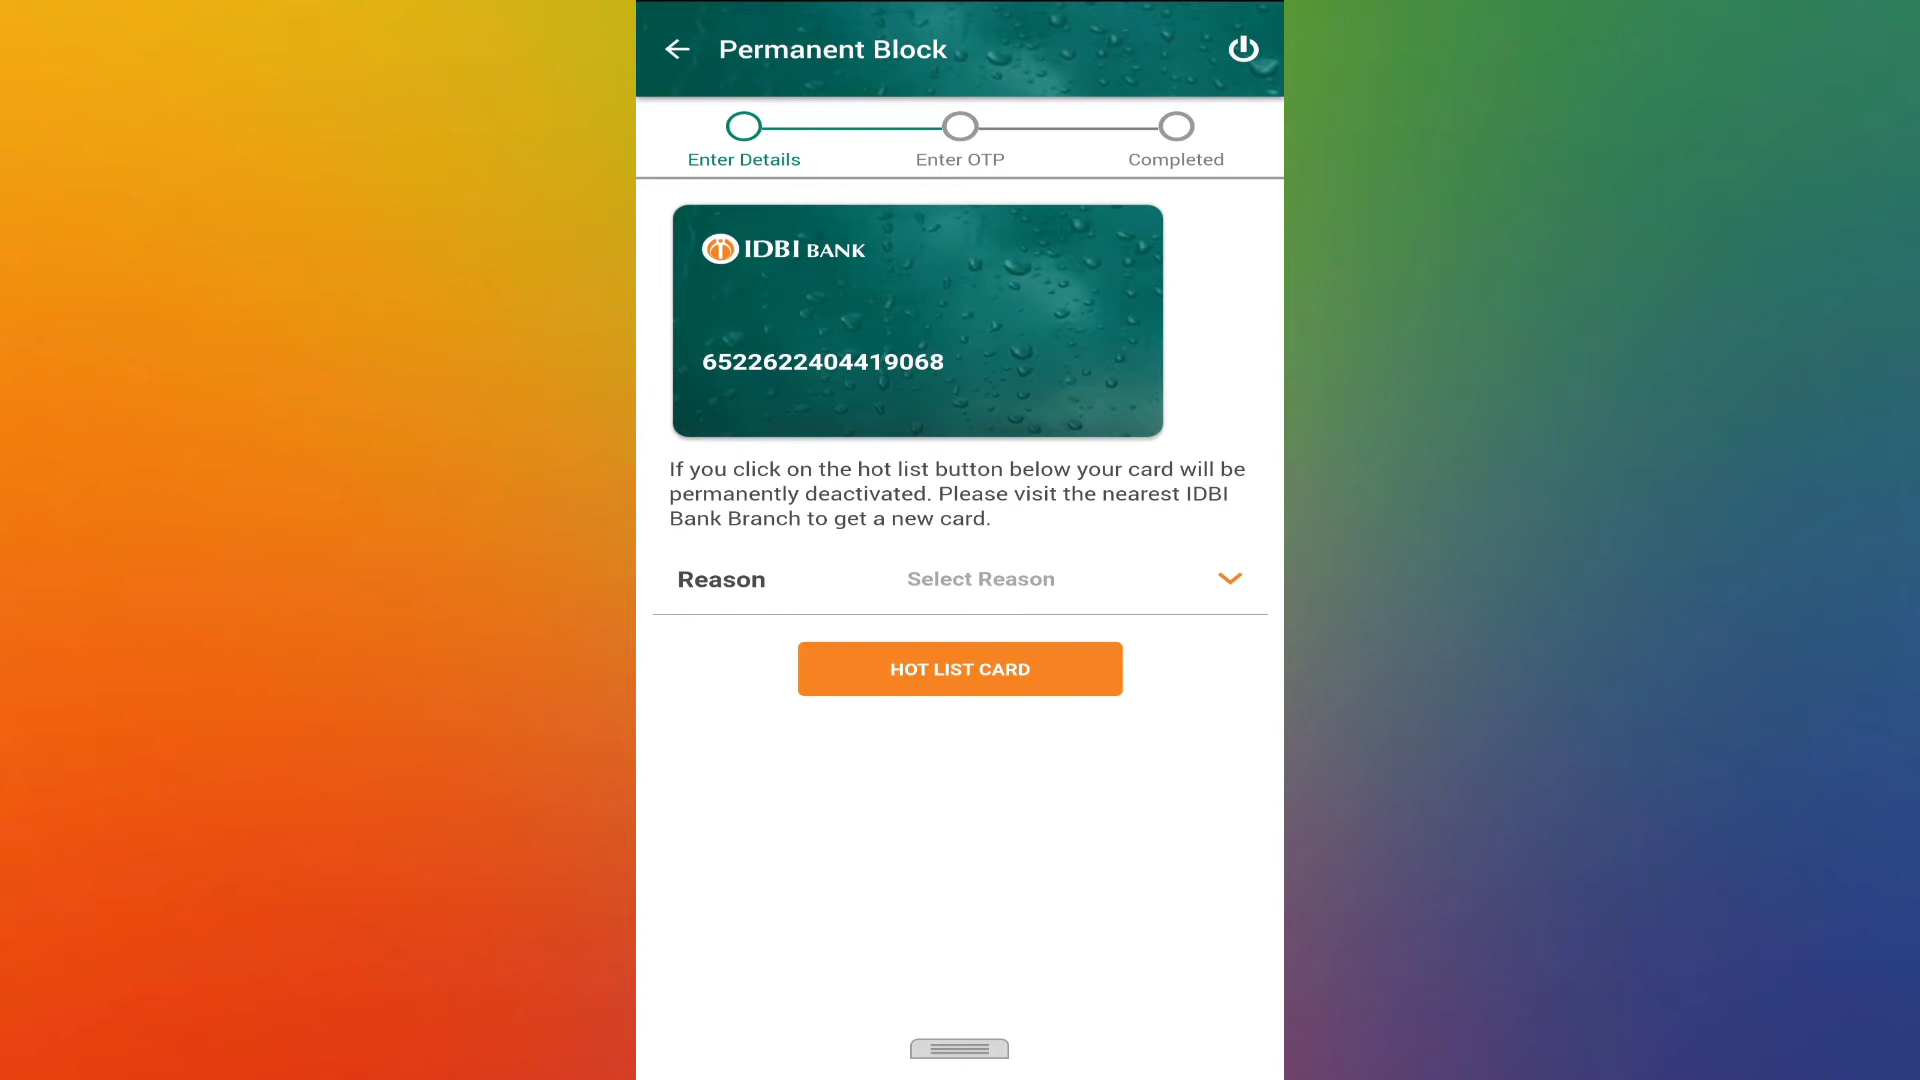 Permanent Block
Enter Details
Enter OTP
Completed
IDBI BANK
6522622404419068
If you click on the hot list button below your card will be
permanently deactivated. Please visit the nearest IDBI
Bank Branch to get a new card.
Reason
Select Reason
HOT LIST CARD